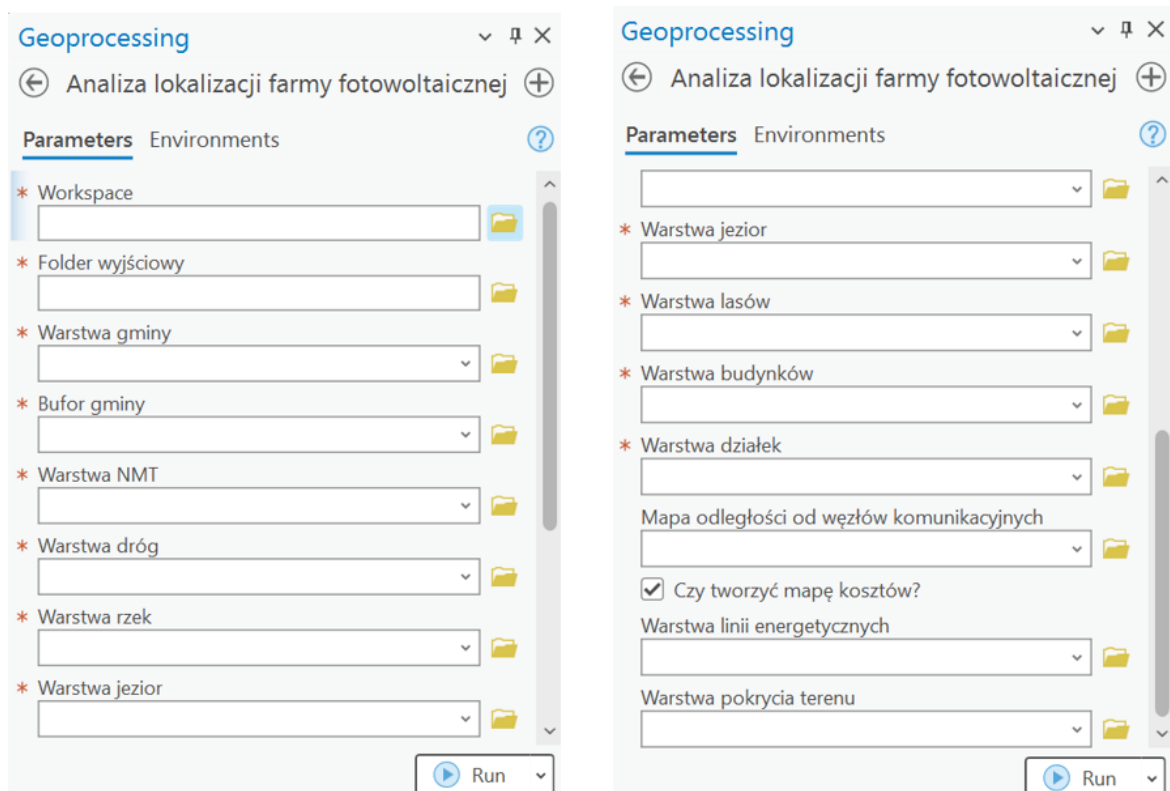 Geoprocessing
Analiza lokalizacji farmy fotowoltaicznej
Parameters Environments
* Workspace
* Folder wyjściowy
* Warstwa gminy
* Bufor gminy
* Warstwa NMT
* Warstwa dróg
* Warstwa rzek
* Warstwa jezior
Run
Geoprocessing
Analiza lokalizacji farmy fotowoltaicznej
Parameters Environments
* Warstwa jezior
* Warstwa lasów
* Warstwa budynków
* Warstwa działek
Mapa odległości od węzłów komunikacyjnych
Czy tworzyć mapę kosztów?
Warstwa linii energetycznych
Warstwa pokrycia terenu
Run